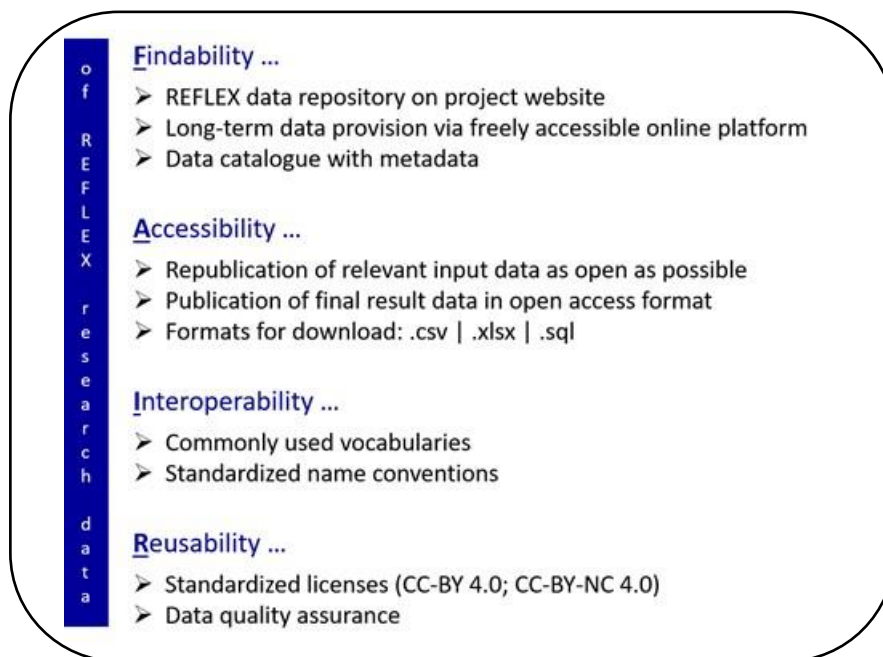 of REFLEX research data
Findability ...
➢ REFLEX data repository on project website
➢ Long-term data provision via freely accessible online platform
➢ Data catalogue with metadata
Accessibility ...
➢ Republication of relevant input data as open as possible
➢ Publication of final result data in open access format
➢ Formats for download: .csv | .xlsx | .sql
Interoperability ...
➢ Commonly used vocabularies
➢ Standardized name conventions
Reusability ...
➢ Standardized licenses (CC-BY 4.0; CC-BY-NC 4.0)
➢ Data quality assurance